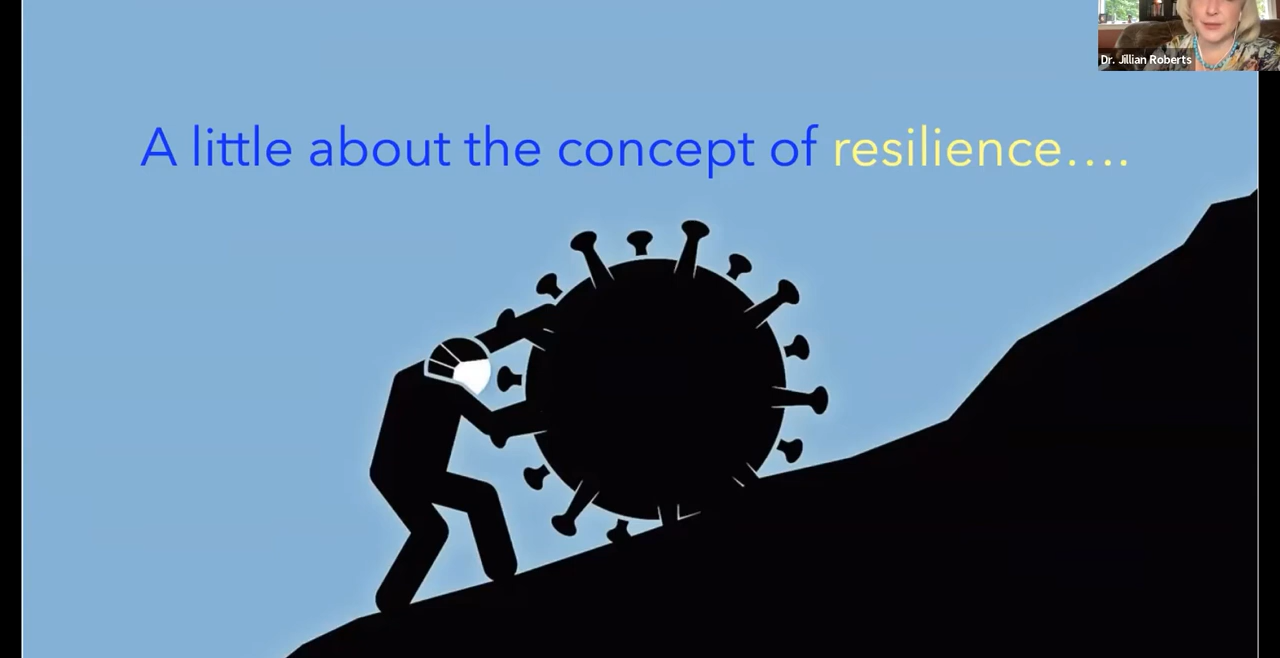 Dr. Jillian Roberts
A little about the concept of resilience….